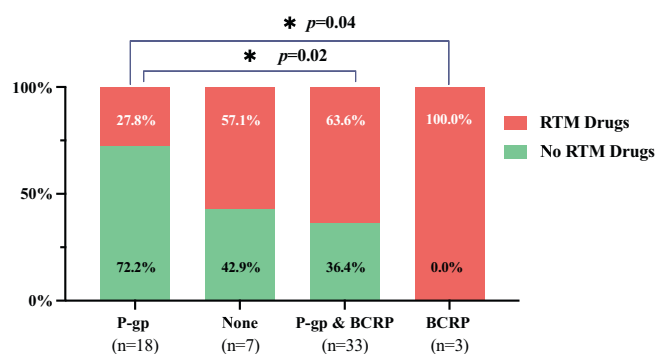 * p=0.04
* p=0.02
100%
50%
0%
27.8%
57.1%
63.6%
100.0%
72.2%
42.9%
36.4%
0.0%
RTM Drugs
No RTM Drugs
P-gp
None
P-gp & BCRP
BCRP
(n=18)
(n=7)
(n=33)
(n=3)